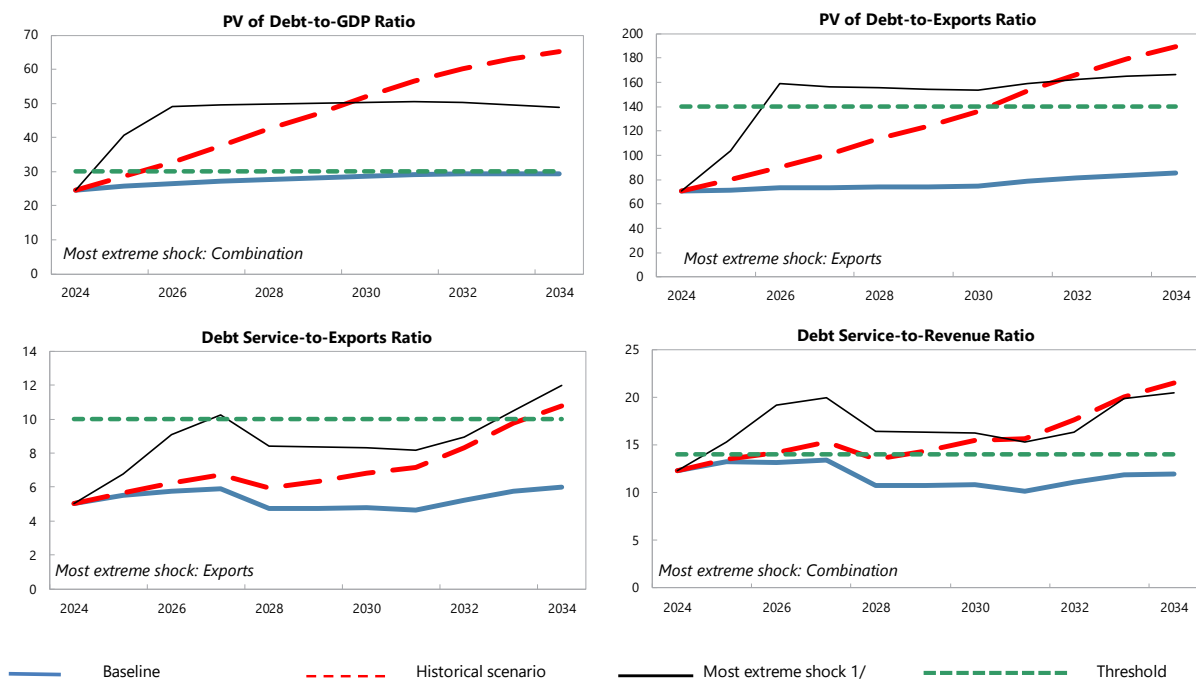 PV of Debt-to-GDP Ratio
70
60
50
40
30
20
10
0
Most extreme shock: Combination
2024 2026 2028 2030 2032 2034
PV of Debt-to-Exports Ratio
200
180
160
140
120
100
80
60
40
20
0
Most extreme shock: Exports
2024 2026 2028 2030 2032 2034
Debt Service-to-Exports Ratio
14
12
10
8
6
4
2
0
Most extreme shock: Exports
2024 2026 2028 2030 2032 2034
Debt Service-to-Revenue Ratio
25
20
15
10
5
0
Most extreme shock: Combination
2024 2026 2028 2030 2032 2034
Baseline Historical scenario Most extreme shock 1/ Threshold